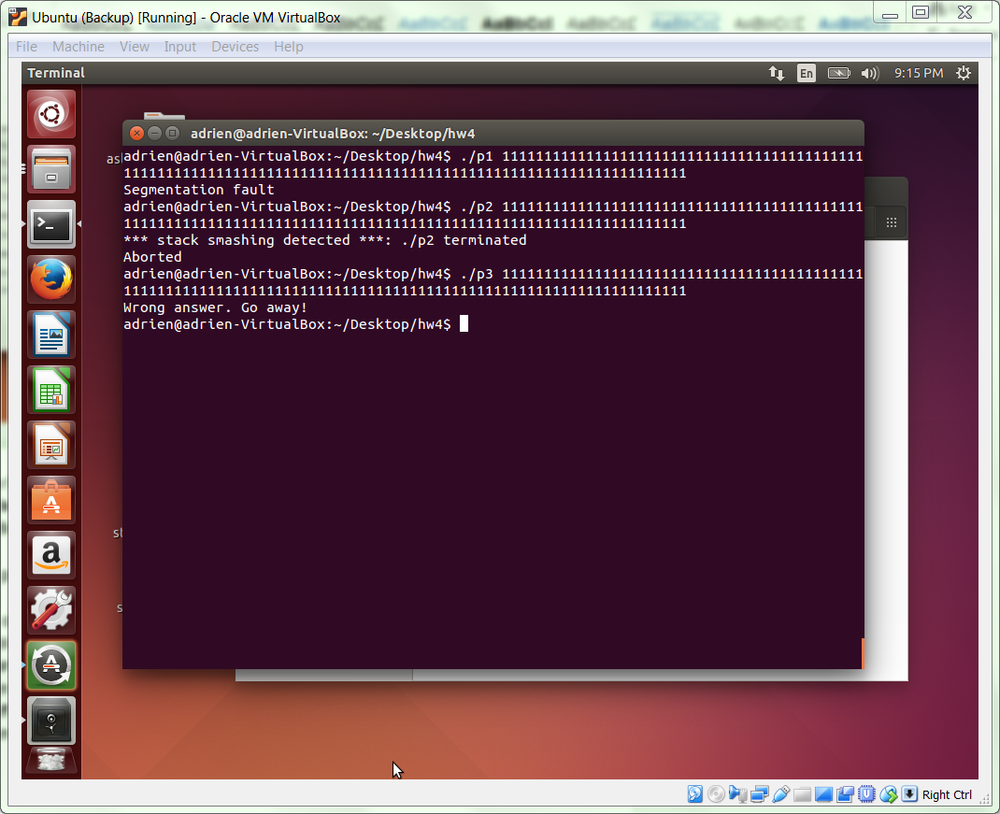 Ubuntu (Backup) [Running] - Oracle VM VirtualBox
File Machine View Input Devices Help
Terminal
En
9:15 PM
adrien@adrien-VirtualBox: ~/Desktop/hw4
adrien@adrien-VirtualBox:~/Desktop/hw4$ ./p1 1111111111111111111111111111111111111111111
1111111111111111111111111111111111111111111111111111111111111111111
Segmentation fault
adrien@adrien-VirtualBox:~/Desktop/hw4$ ./p2 1111111111111111111111111111111111111111111
1111111111111111111111111111111111111111111111111111111111111111111
*** stack smashing detected ***: ./p2 terminated
Aborted
adrien@adrien-VirtualBox:~/Desktop/hw4$ ./p3 1111111111111111111111111111111111111111111
1111111111111111111111111111111111111111111111111111111111111111111
Wrong answer. Go away!
adrien@adrien-VirtualBox:~/Desktop/hw4$
Right Ctrl